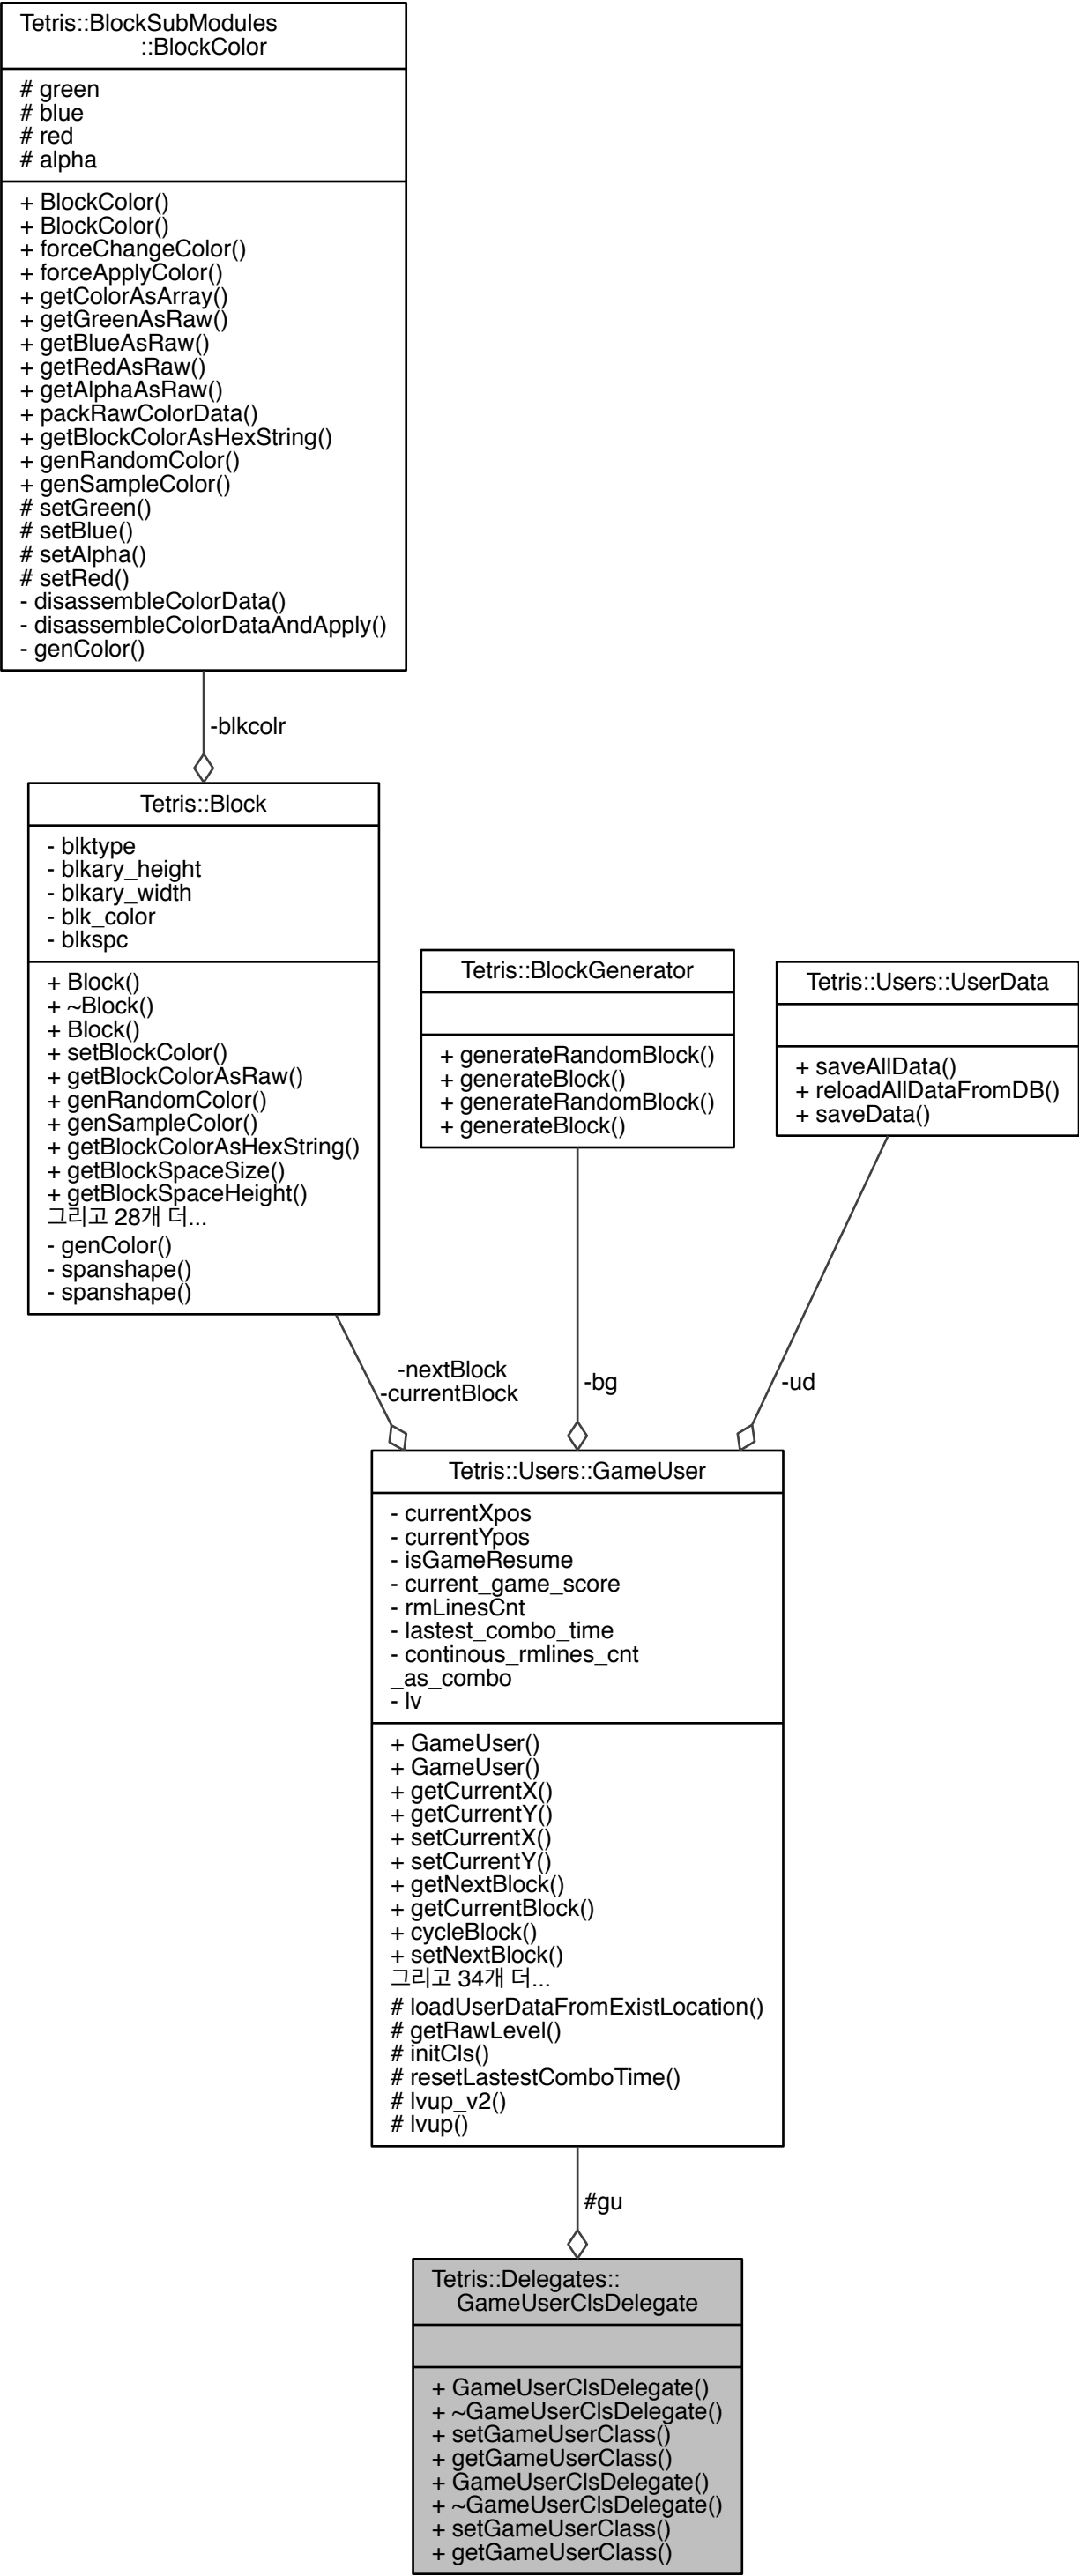 Tetris::BlockSubModules
::BlockColor
# green
# blue
# red
# alpha
+ BlockColor()
+ BlockColor()
+ forceChangeColor()
+ forceApplyColor()
+ getColorAsArray()
+ getGreenAsRaw()
+ getBlueAsRaw()
+ getRedAsRaw()
+ getAlphaAsRaw()
+ packRawColorData()
+ getBlockColorAsHexString()
+ genRandomColor()
+ genSampleColor()
# setGreen()
# setBlue()
# setAlpha()
# setRed()
- disassembleColorData()
- disassembleColorDataAndApply()
- genColor()
-blkcolr
Tetris::Block
- blktype
- blkary_height
- blkary_width
- blk_color
- blkspc
+ Block()
+ ~Block()
+ Block()
+ setBlockColor()
+ getBlockColorAsRaw()
+ genRandomColor()
+ genSampleColor()
+ getBlockColorAsHexString()
+ getBlockSpaceSize()
+ getBlockSpaceHeight()
그리고 28개 더...
- genColor()
- spanshape()
- spanshape()
Tetris::BlockGenerator
+ generateRandomBlock()
+ generateBlock()
+ generateRandomBlock()
+ generateBlock()
Tetris::Users::UserData
+ saveAllData()
+ reloadAllDataFromDB()
+ saveData()
-nextBlock
-currentBlock
-bg
-ud
Tetris::Users::GameUser
- currentXpos
- currentYpos
- isGameResume
- current_game_score
- rmLinesCnt
- lastest_combo_time
- continous_rmlines_cnt
_as_combo
- lv
+ GameUser()
+ GameUser()
+ getCurrentX()
+ getCurrentY()
+ setCurrentX()
+ setCurrentY()
+ getNextBlock()
+ getCurrentBlock()
+ cycleBlock()
+ setNextBlock()
그리고 34개 더...
# loadUserDataFromExistLocation()
# getRawLevel()
# initCls()
# resetLastestComboTime()
# lvup_v2()
# lvup()
#gu
Tetris::Delegates::
GameUserClsDelegate
+ GameUserClsDelegate()
+ ~GameUserClsDelegate()
+ setGameUserClass()
+ getGameUserClass()
+ GameUserClsDelegate()
+ ~GameUserClsDelegate()
+ setGameUserClass()
+ getGameUserClass()